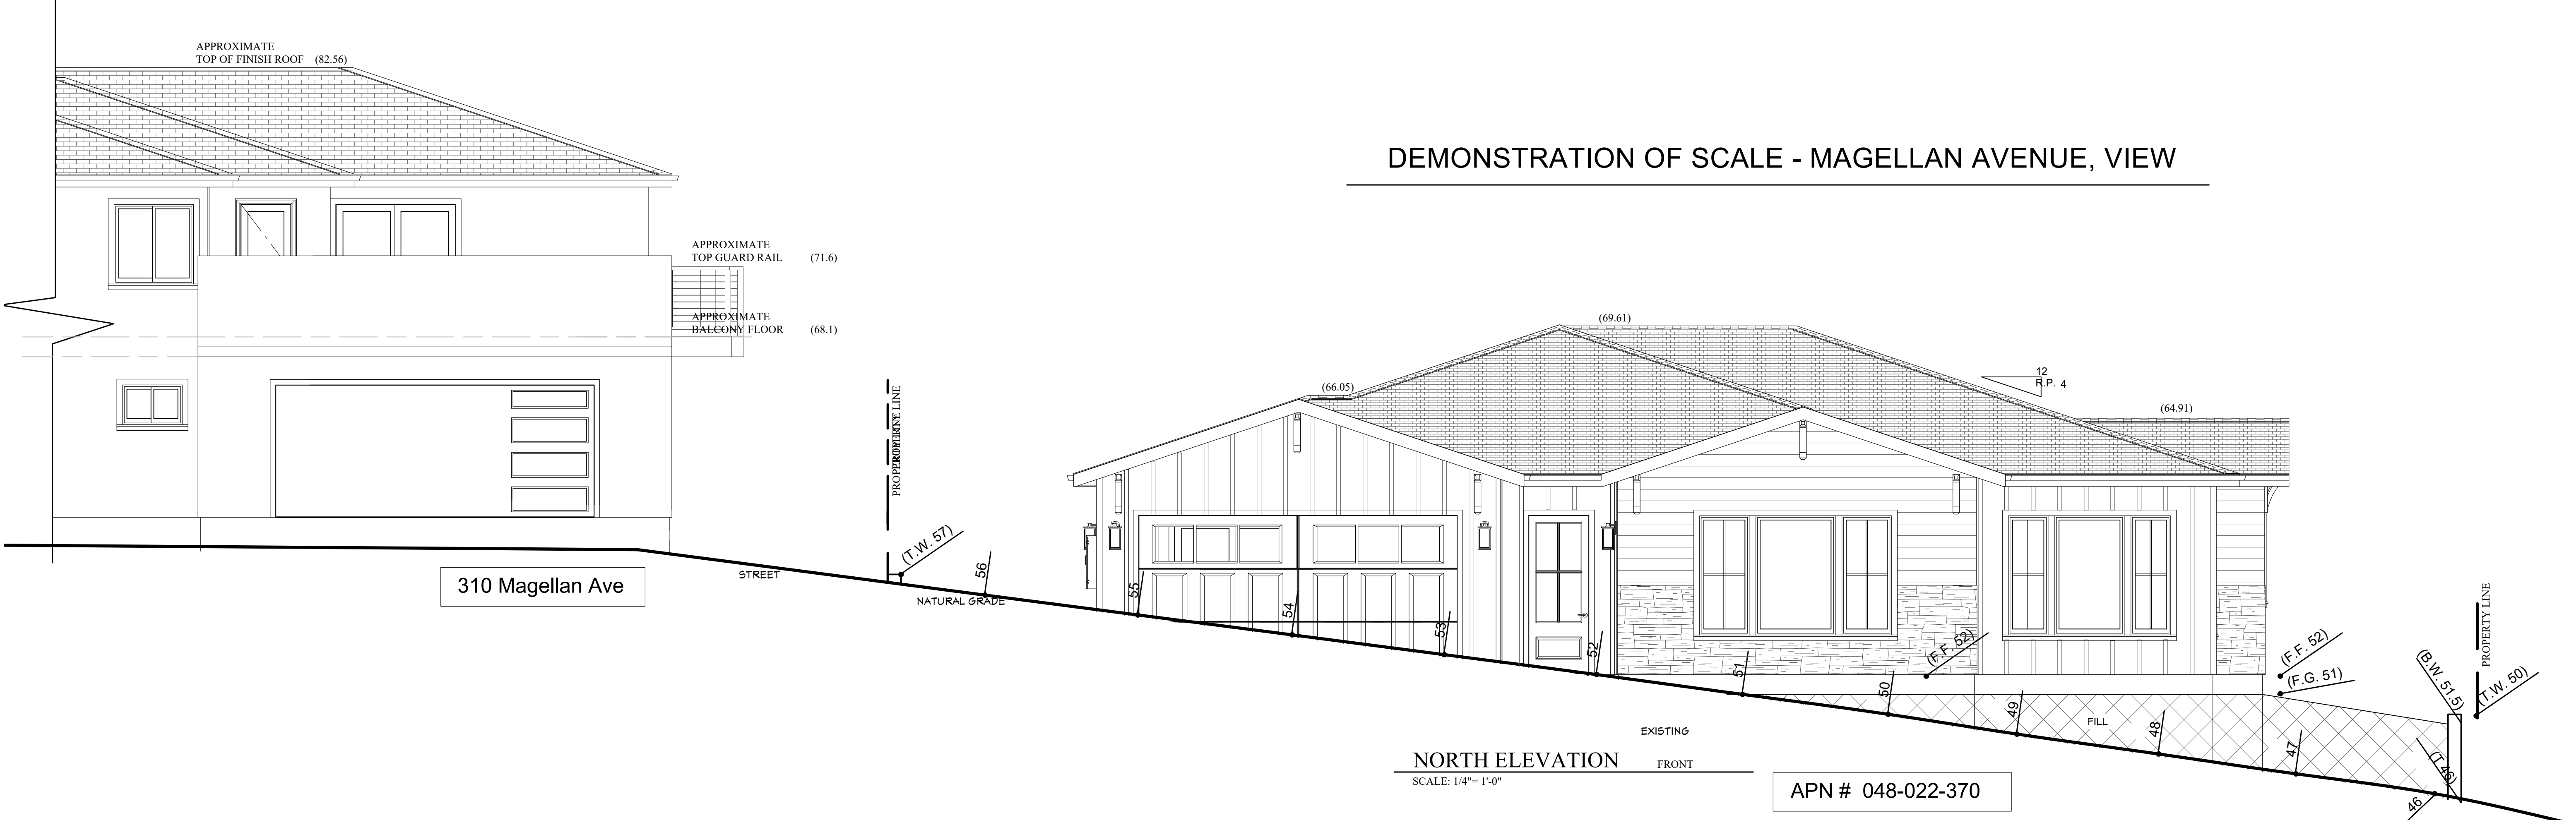 APPROXIMATE
TOP OF FINISH ROOF (82.56)
DEMONSTRATION OF SCALE - MAGELLAN AVENUE, VIEW
APPROXIMATE
TOP GUARD RAIL (71.6)
APPROXIMATE
BALCONY FLOOR (68.1)
(69.61)
(66.05)
12
R.P. 4
(64.91)
PROPERTY LINE
PROPERTY LINE
(T.W. 57)
310 Magellan Ave
STREET
NATURAL GRADE
56
55
54
53
52
51
50
49
48
47
46
(F.F. 52)
(F.F. 52)
(F.G. 51)
(B.W. 51.5)
(T.W. 50)
(T 46)
PROPERTY LINE
FILL
EXISTING
NORTH ELEVATION FRONT
SCALE: 1/4"= 1'-0"
APN # 048-022-370